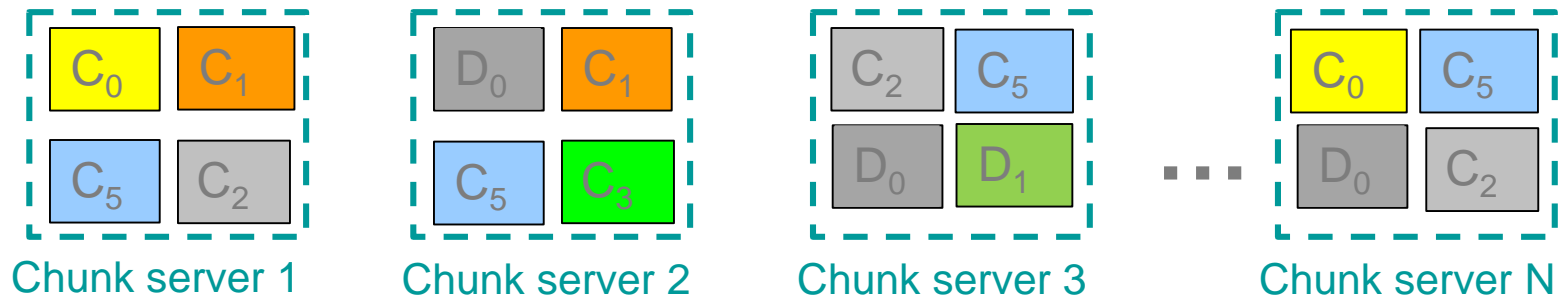 C₀ C₁ D₀ C₁ C₂ C₅ C₀ C₅
C₅ C₂ C₅ C₃ D₀ D₁ ... D₀ C₂
Chunk server 1 Chunk server 2 Chunk server 3 Chunk server N